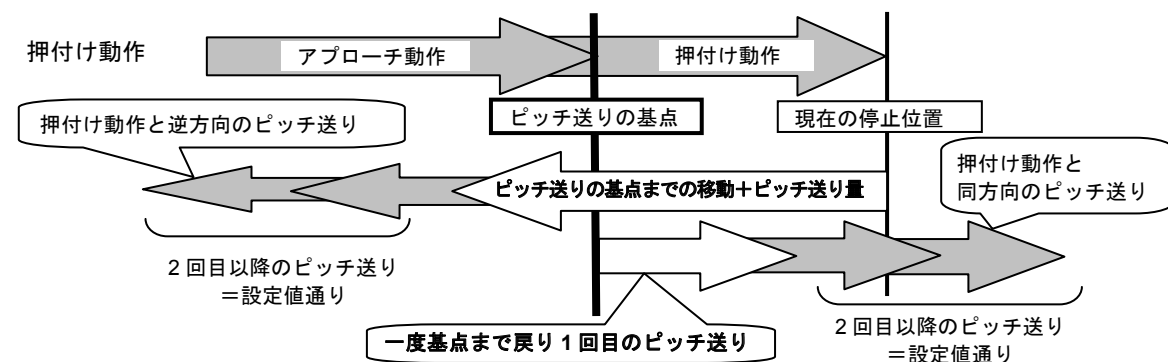 押付け動作
アプローチ動作
押付け動作
ピッチ送りの基点
現在の停止位置
押付け動作と逆方向のピッチ送り
押付け動作と
同方向のピッチ送り
ピッチ送りの基点までの移動＋ピッチ送り量
2回目以降のピッチ送り
＝設定値通り
一度基点まで戻り1回目のピッチ送り
2回目以降のピッチ送り
＝設定値通り